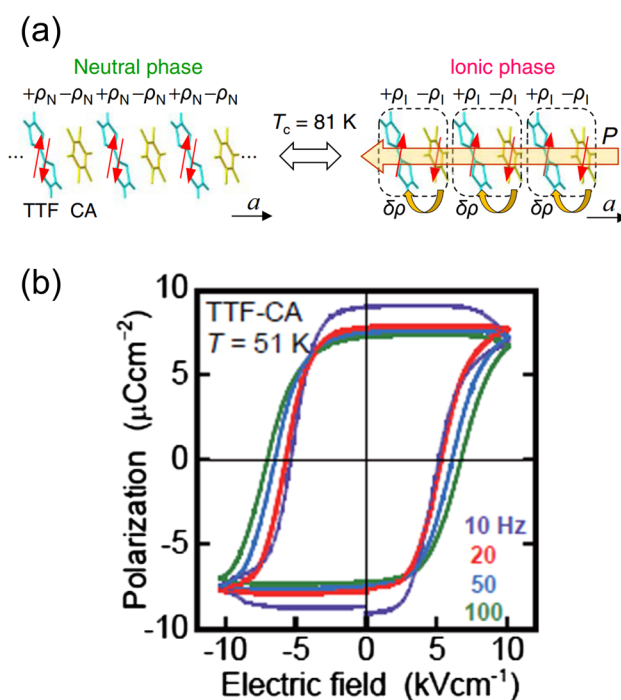 (a)
Neutral phase
Ionic phase
+ρN−ρN+ρN−ρN+ρN−ρN
+ρI −ρI +ρI −ρI +ρI −ρI
Tc = 81 K
P
...
...
TTF CA
a
δρ δρ δρ
a
(b)
10
5
0
-5
-10
TTF-CA
T = 51 K
10 Hz
20
50
100
Polarization (μCcm−2)
-10 -5 0 5 10
Electric field (kVcm-1)